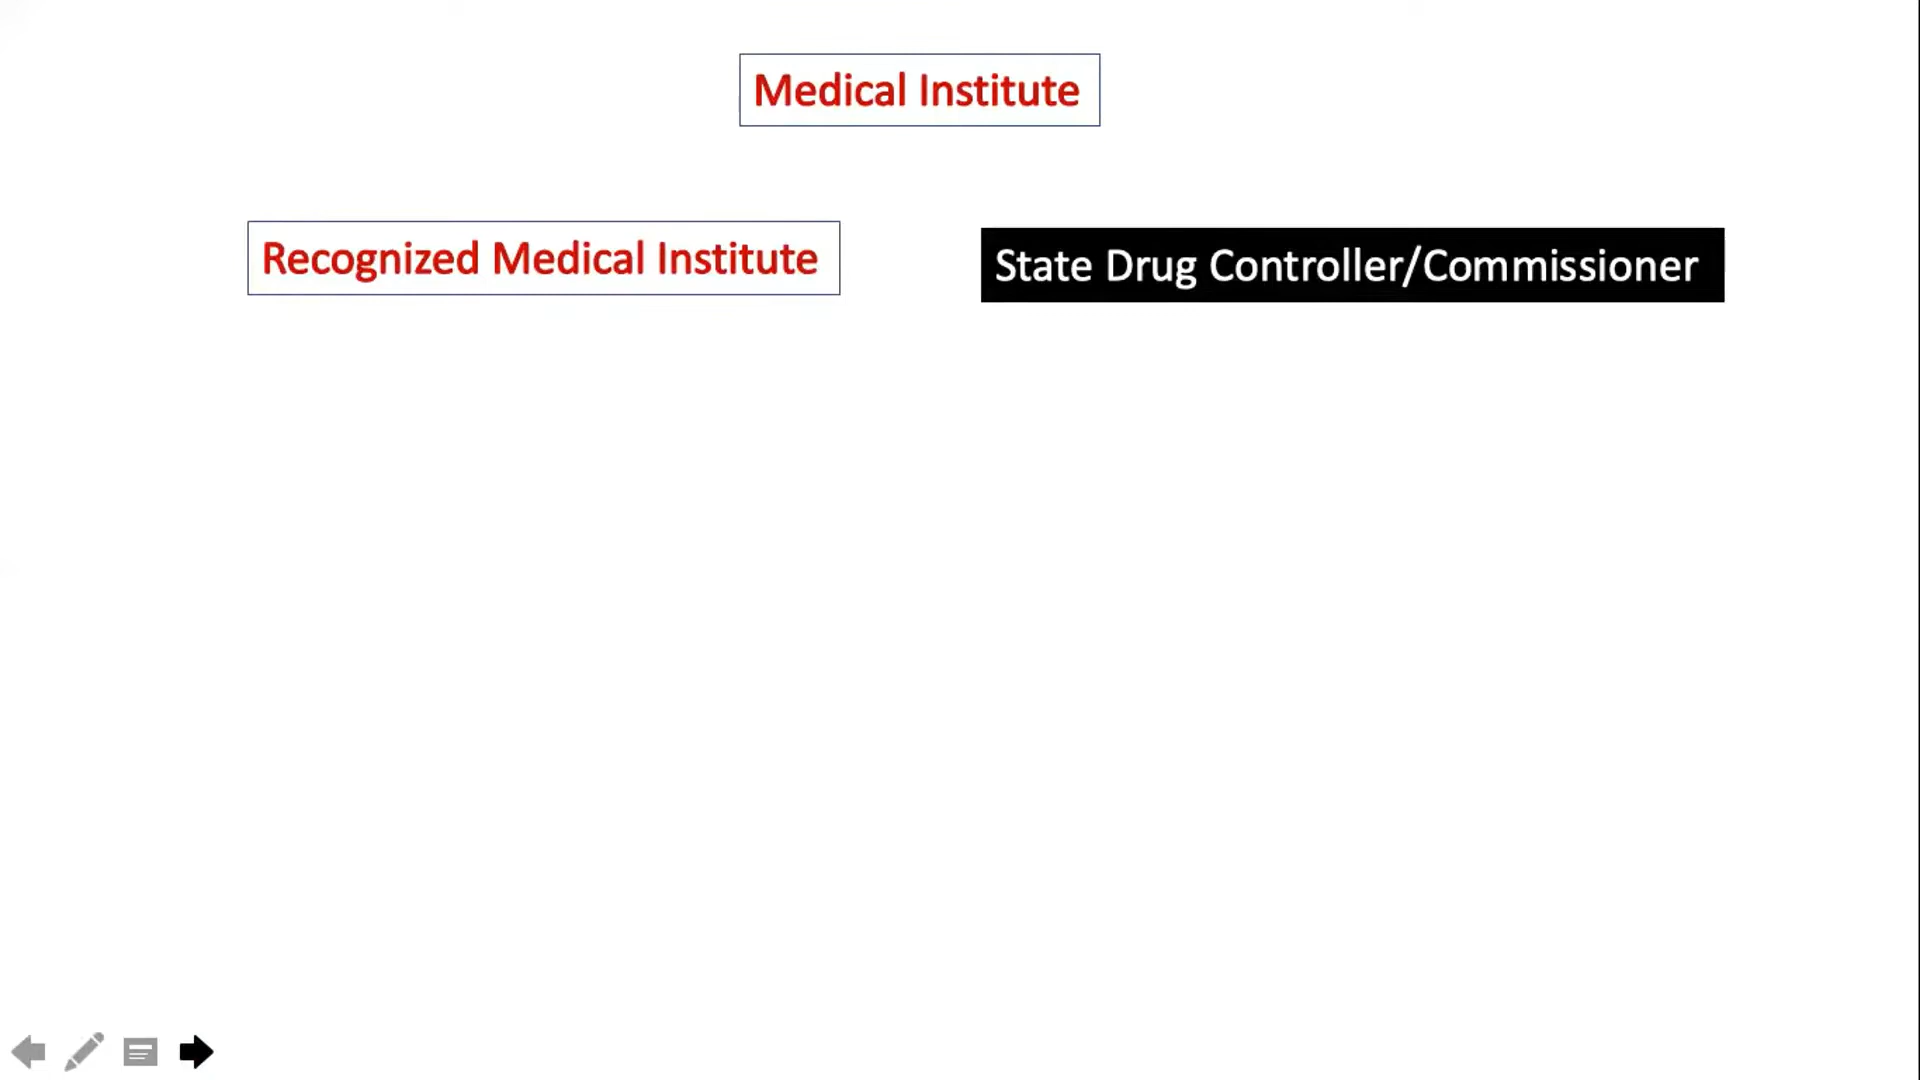 Medical Institute
Recognized Medical Institute
State Drug Controller/Commissioner